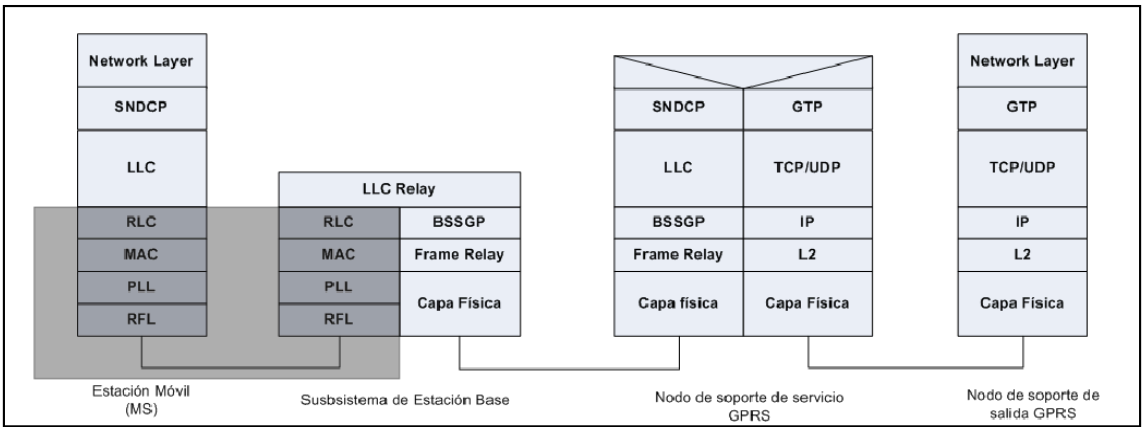 Network Layer
SNDCP
LLC
RLC
MAC
PLL
RFL
Estación Móvil
(MS)
LLC Relay
RLC
MAC
PLL
RFL
BSSGP
Frame Relay
Capa Física
Susbsistema de Estación Base
SNDCP
LLC
BSSGP
Frame Relay
Capa física
GTP
TCP/UDP
IP
L2
Capa Física
Nodo de soporte de servicio
GPRS
Network Layer
GTP
TCP/UDP
IP
L2
Capa Física
Nodo de soporte de
salida GPRS